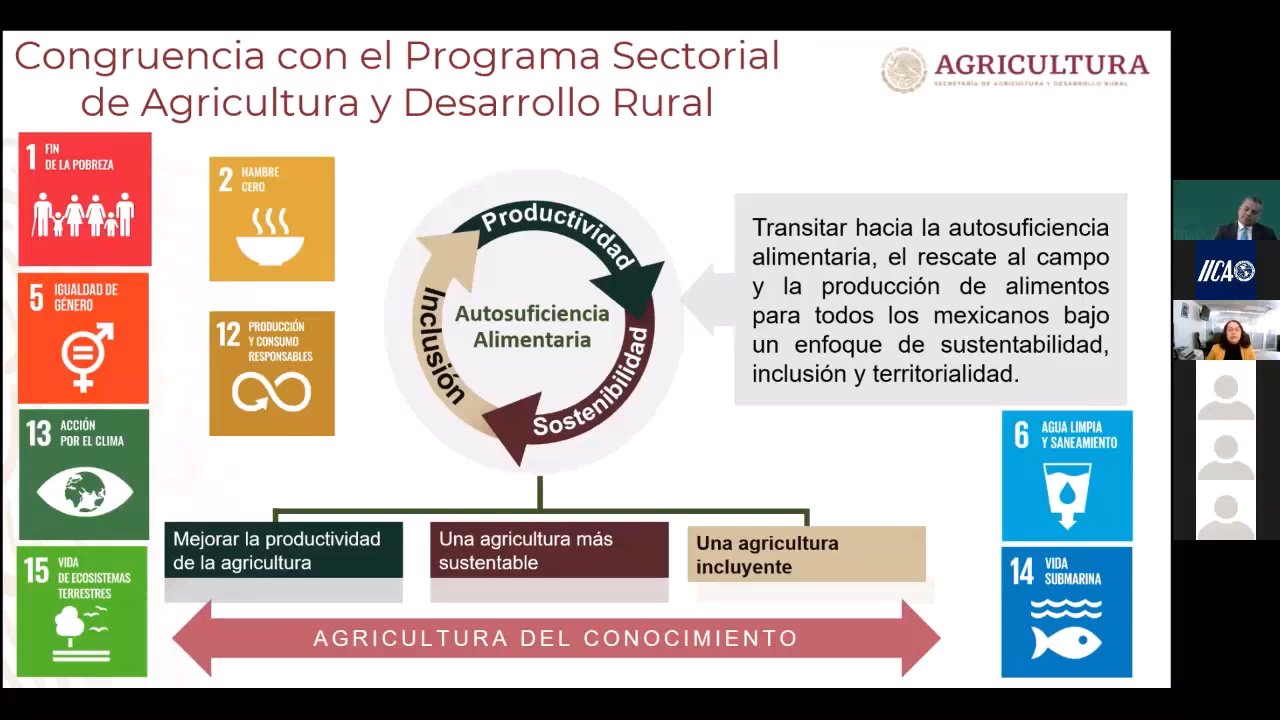 Congruencia con el Programa Sectorial
de Agricultura y Desarrollo Rural
AGRICULTURA
SECRETARÍA DE AGRICULTURA Y DESARROLLO RURAL
1 FIN
DE LA POBREZA
2 HAMBRE
CERO
5 IGUALDAD DE
GÉNERO
12 PRODUCCIÓN
Y CONSUMO
RESPONSABLES
13 ACCIÓN
POR EL CLIMA
15 VIDA
DE ECOSISTEMAS
TERRESTRES
Productividad
Sostenibilidad
Inclusión
Autosuficiencia
Alimentaria
Transitar hacia la autosuficiencia
alimentaria, el rescate al campo
y la producción de alimentos
para todos los mexicanos bajo
un enfoque de sustentabilidad,
inclusión y territorialidad.
6 AGUA LIMPIA
Y SANEAMIENTO
14 VIDA
SUBMARINA
Mejorar la productividad
de la agricultura
Una agricultura más
sustentable
Una agricultura
incluyente
AGRICULTURA DEL CONOCIMIENTO
IICA